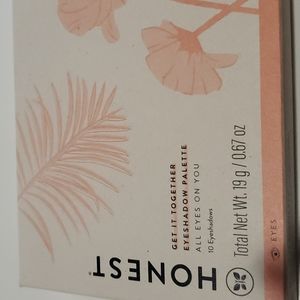 HONEST
GET IT TOGETHER
EYESHADOW PALETTE
ALL EYES ON YOU
10 Eyeshadows
Total Net Wt. 19 g / 0.67 oz
EYES